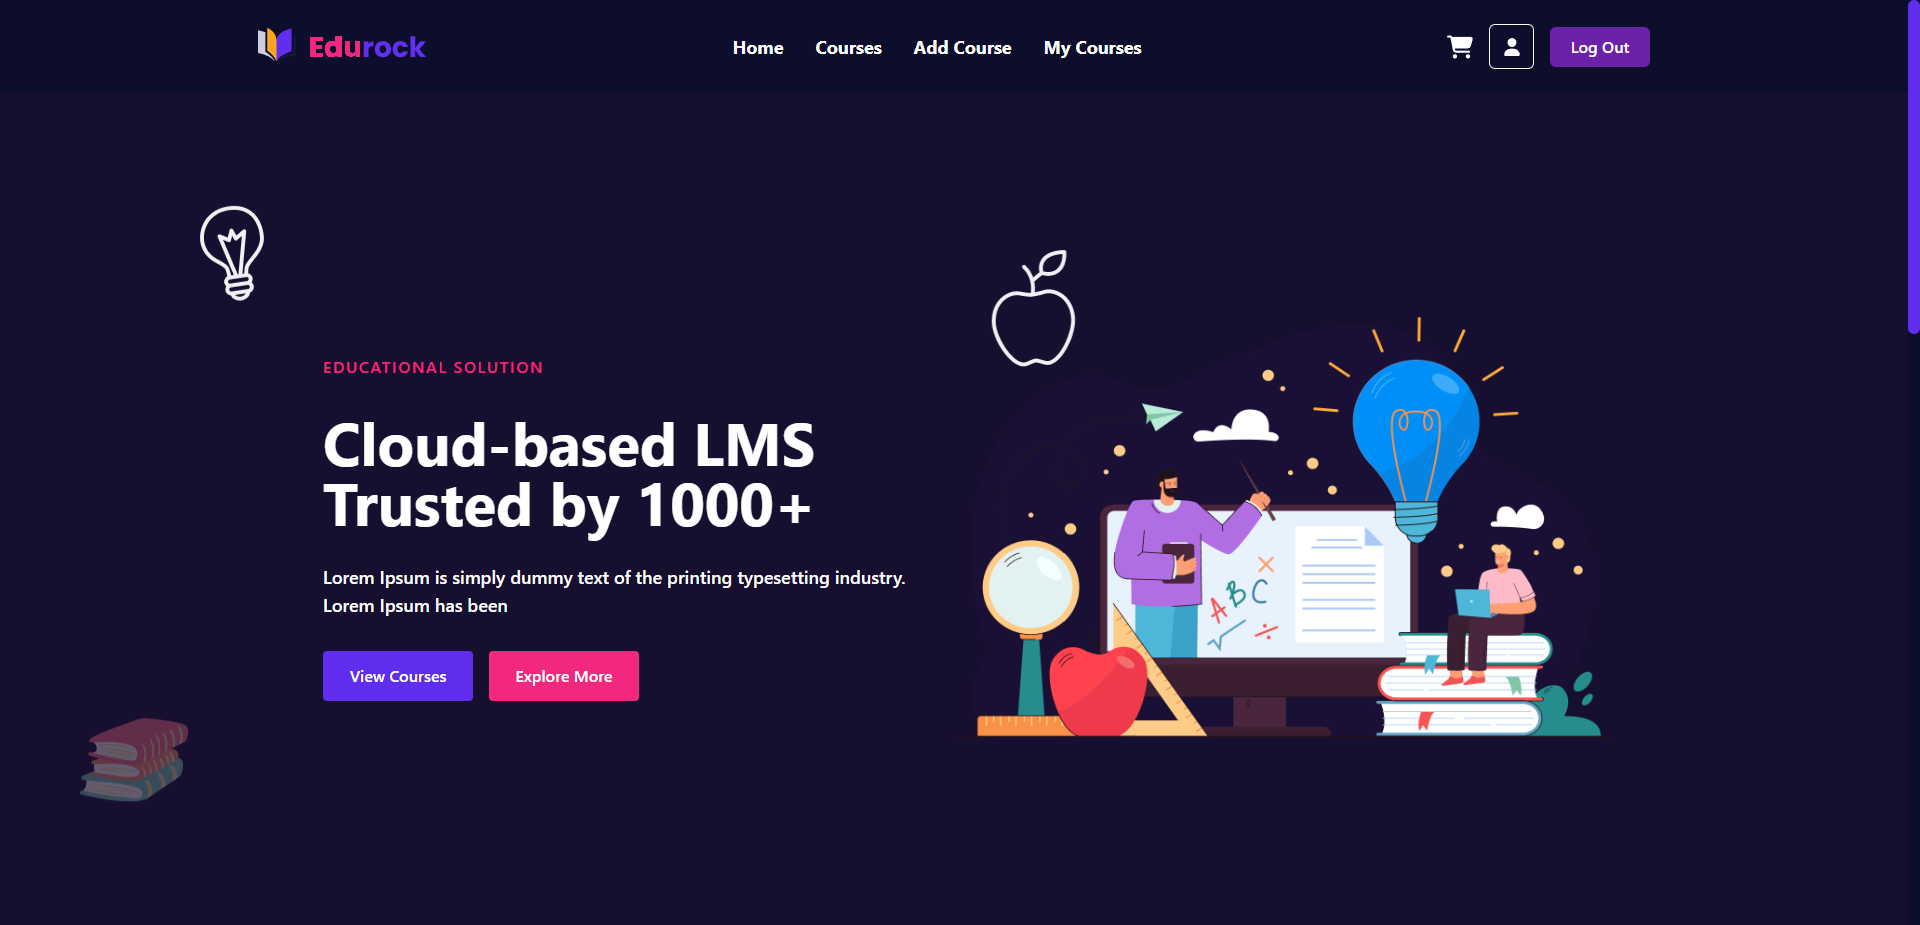 Edurock
Home Courses Add Course My Courses
Log Out
EDUCATIONAL SOLUTION
Cloud-based LMS
Trusted by 1000+
Lorem Ipsum is simply dummy text of the printing typesetting industry.
Lorem Ipsum has been
View Courses Explore More
ABC